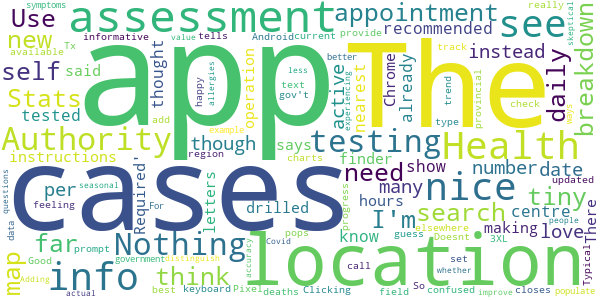 app
The
cases
location
assessment
Health
Authority
testing
nice
info
see
appointment
Nothing
search
need
self
Use
new
Stats
map
far
think
I'm
daily
breakdown
tiny
date
number
instead
recommended
already
active
nearest
Chrome
operation
thought
tested
said
though
says
instructions
per
letters
Required'
drilled
hours
many
show
finder
know
centre
making
love
There
Typical
elsewhere
Doesnt
3XL
updated
symptoms
informative
tells
Android
current
provide
really
available
Tx
value
track
skeptical
happy
allergies
less
text
gov't
better
experiencing
trend
type
provincial
check
ways
add
example
region
charts
pops
For
questions
seasonal
feeling
data
Good
prompt
government
distinguish
progress
guess
call
set
whether
people
So
confused
improve
closes
populate
Adding
actual
best
keyboard
Pixel
accuracy
deaths
Covid
Clicking
field